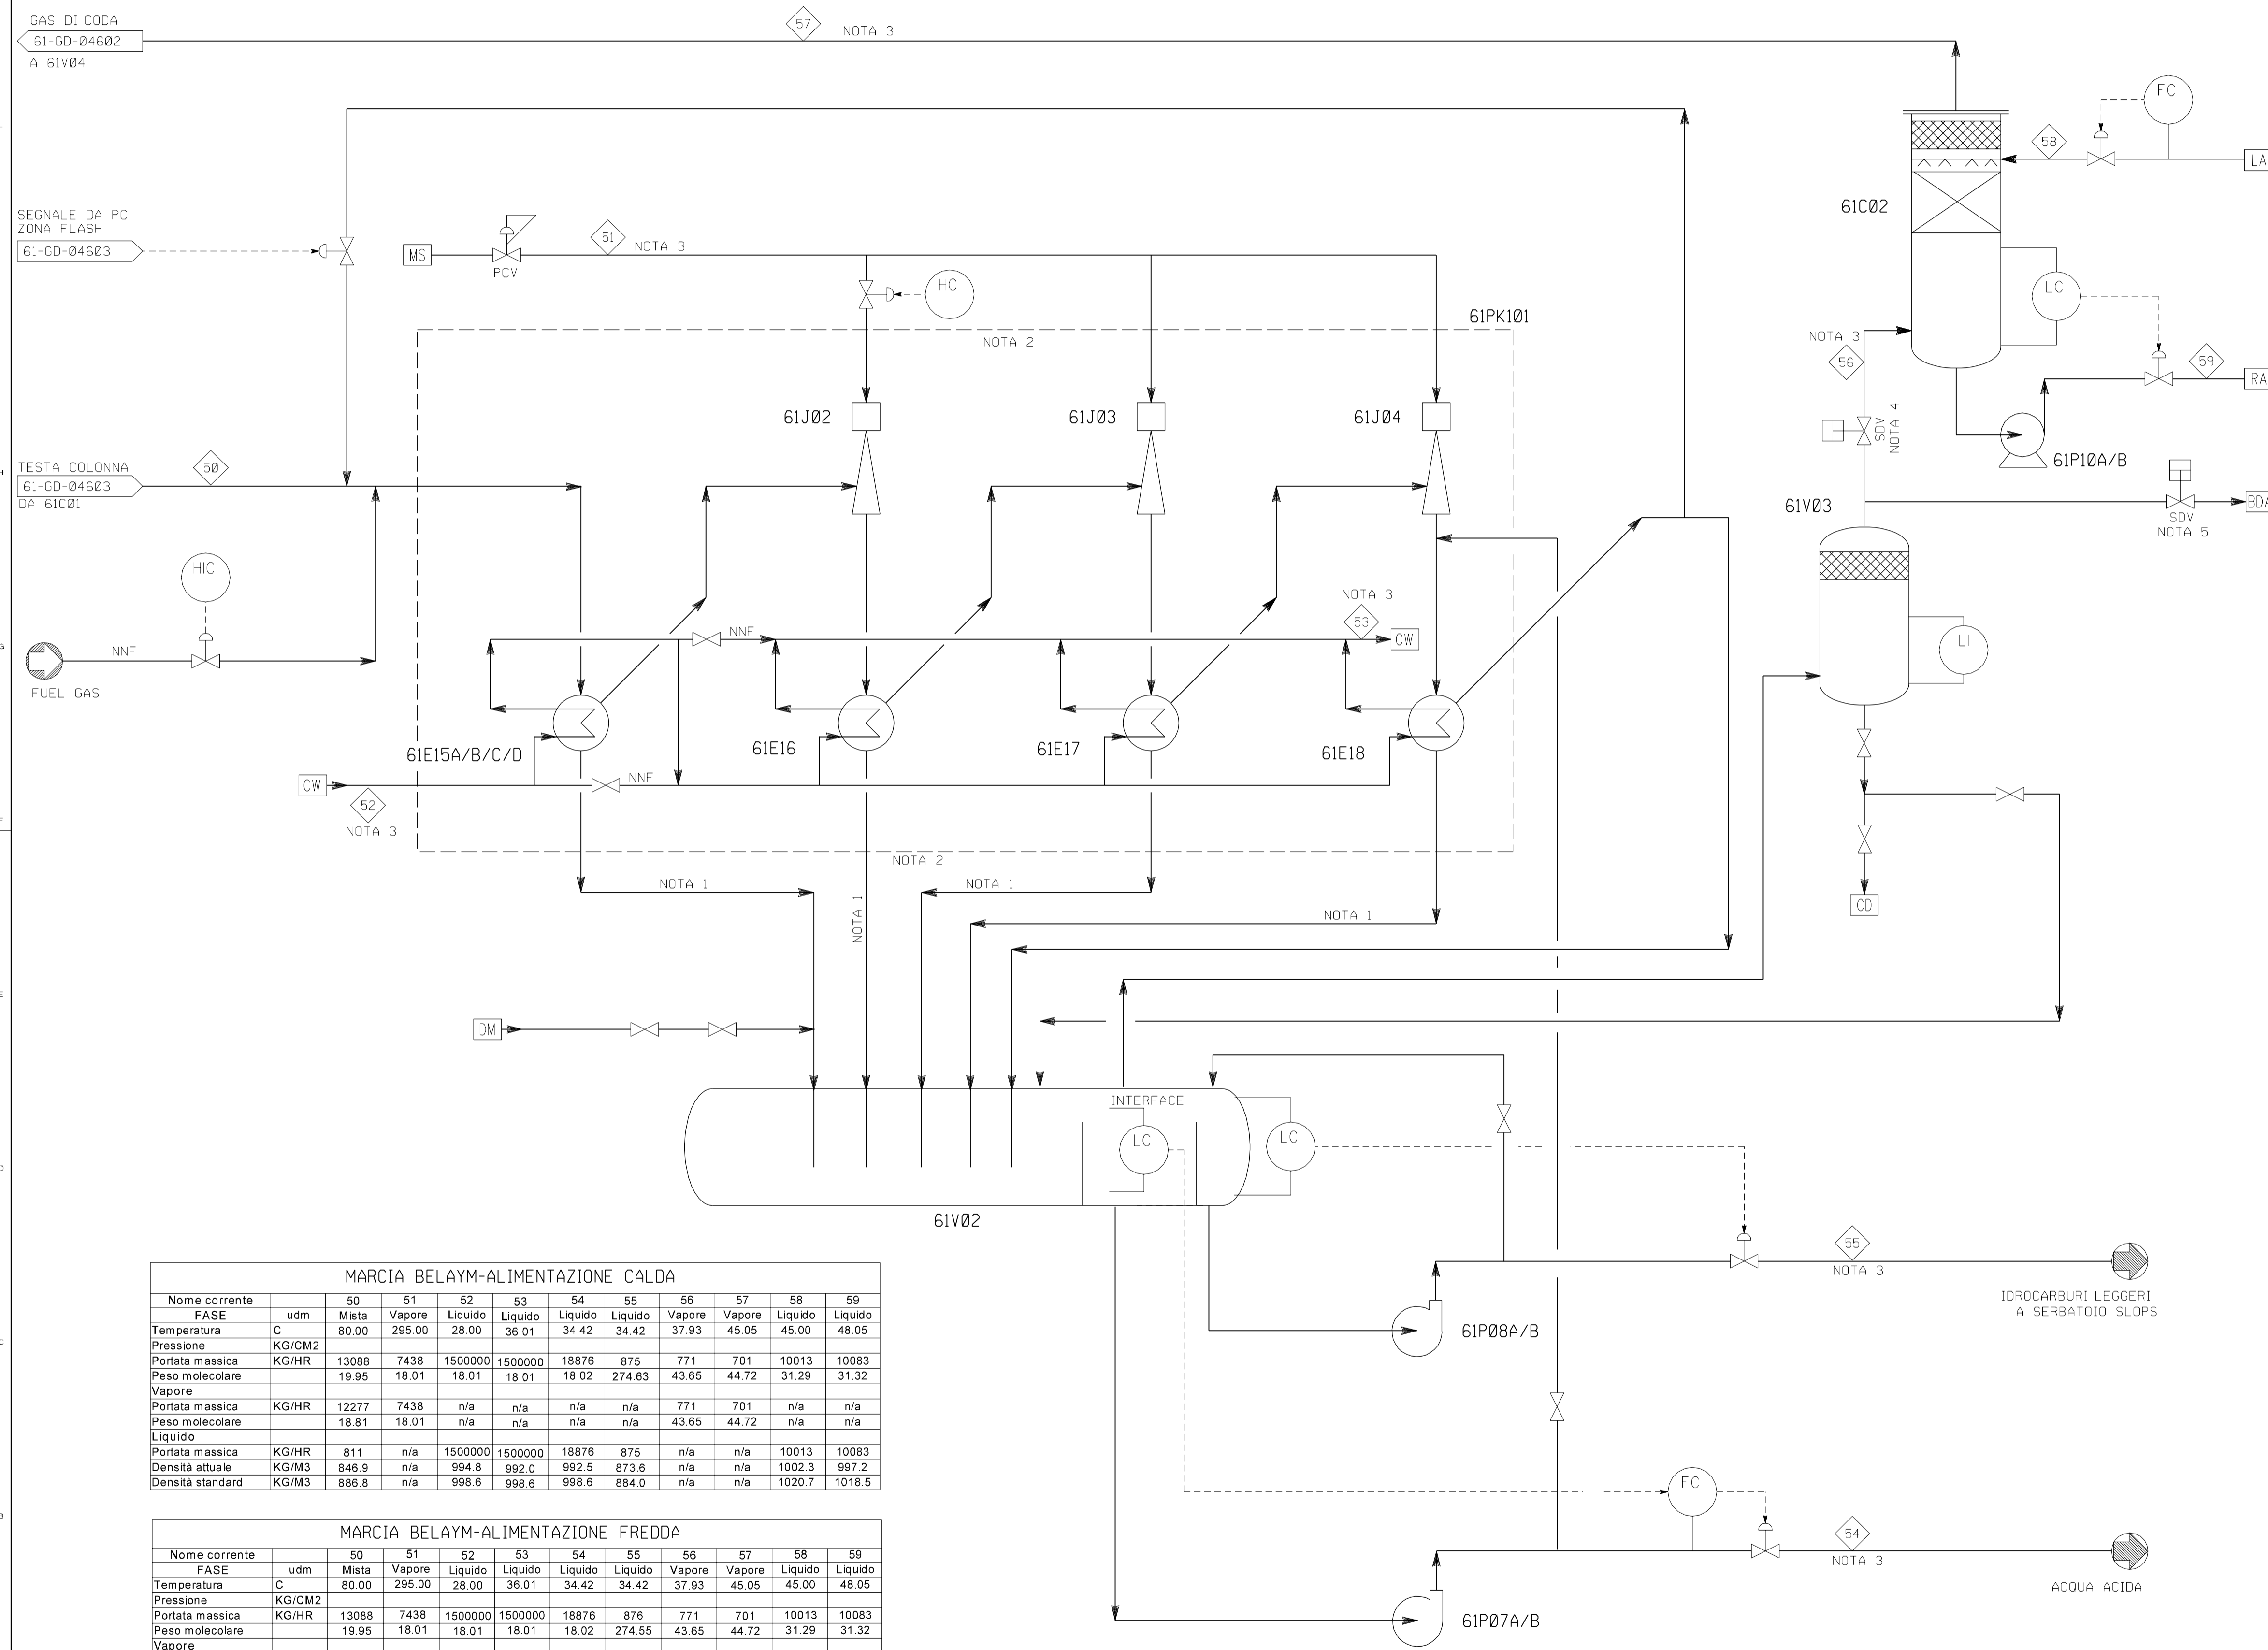 GAS DI CODA
61-GD-04602
A 61V04
57
NOTA 3
FC
58
LA
61C02
SEGNALE DA PC
ZONA FLASH
61-GD-04603
MS
PCV
51
NOTA 3
HC
61PK101
NOTA 2
LC
NOTA 3
56
59
RA
61J02
61J03
61J04
SDV
NOTA 4
61P10A/B
TESTA COLONNA
61-GD-04603
DA 61C01
50
61V03
SDV
NOTA 5
BDA
HIC
NNF
FUEL GAS
NOTA 3
53
CW
NNF
LI
61E15A/B/C/D
61E16
61E17
61E18
CW
52
NOTA 3
NNF
NOTA 2
NOTA 1
NOTA 1
NOTA 1
NOTA 1
CD
DM
INTERFACE
LC
LC
61V02
55
NOTA 3
IDROCARBURI LEGGERI
A SERBATOIO SLOPS
61P08A/B
FC
54
NOTA 3
ACQUA ACIDA
61P07A/B
MARCIA BELAYM-ALIMENTAZIONE CALDA
Nome corrente 50 51 52 53 54 55 56 57 58 59
FASE udm Mista Vapore Liquido Liquido Liquido Liquido Vapore Vapore Liquido Liquido
Temperatura C 80.00 295.00 28.00 36.01 34.42 34.42 37.93 45.05 45.00 48.05
Pressione KG/CM2
Portata massica KG/HR 13088 7438 1500000 1500000 18876 875 771 701 10013 10083
Peso molecolare 19.95 18.01 18.01 18.01 18.02 274.63 43.65 44.72 31.29 31.32
Vapore
Portata massica KG/HR 12277 7438 n/a n/a n/a n/a 771 701 n/a n/a
Peso molecolare 18.81 18.01 n/a n/a n/a n/a 43.65 44.72 n/a n/a
Liquido
Portata massica KG/HR 811 n/a 1500000 1500000 18876 875 n/a n/a 10013 10083
Densità attuale KG/M3 846.9 n/a 994.8 992.0 992.5 873.6 n/a n/a 1002.3 997.2
Densità standard KG/M3 886.8 n/a 998.6 998.6 998.6 884.0 n/a n/a 1020.7 1018.5
MARCIA BELAYM-ALIMENTAZIONE FREDDA
Nome corrente 50 51 52 53 54 55 56 57 58 59
FASE udm Mista Vapore Liquido Liquido Liquido Liquido Vapore Vapore Liquido Liquido
Temperatura C 80.00 295.00 28.00 36.01 34.42 34.42 37.93 45.05 45.00 48.05
Pressione KG/CM2
Portata massica KG/HR 13088 7438 1500000 1500000 18876 876 771 701 10013 10083
Peso molecolare 19.95 18.01 18.01 18.01 18.02 274.55 43.65 44.72 31.29 31.32
Vapore